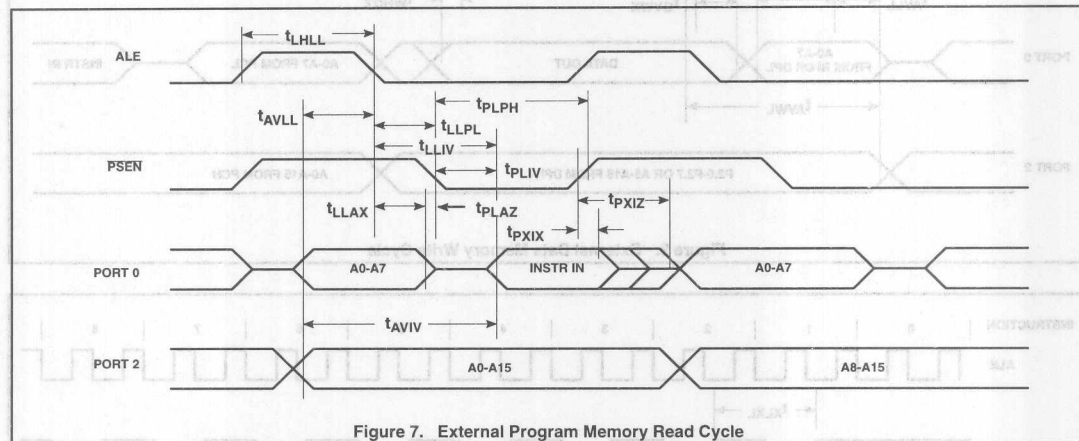 ALE
tLHLL
tPLPH
tAVLL
tLLPL
tLLIV
PSEN
tPLIV
tLLAX
tPLAZ
tPXIZ
tPXIX
PORT 0
A0-A7
INSTR IN
A0-A7
tAVIV
PORT 2
A0-A15
A8-A15
Figure 7. External Program Memory Read Cycle